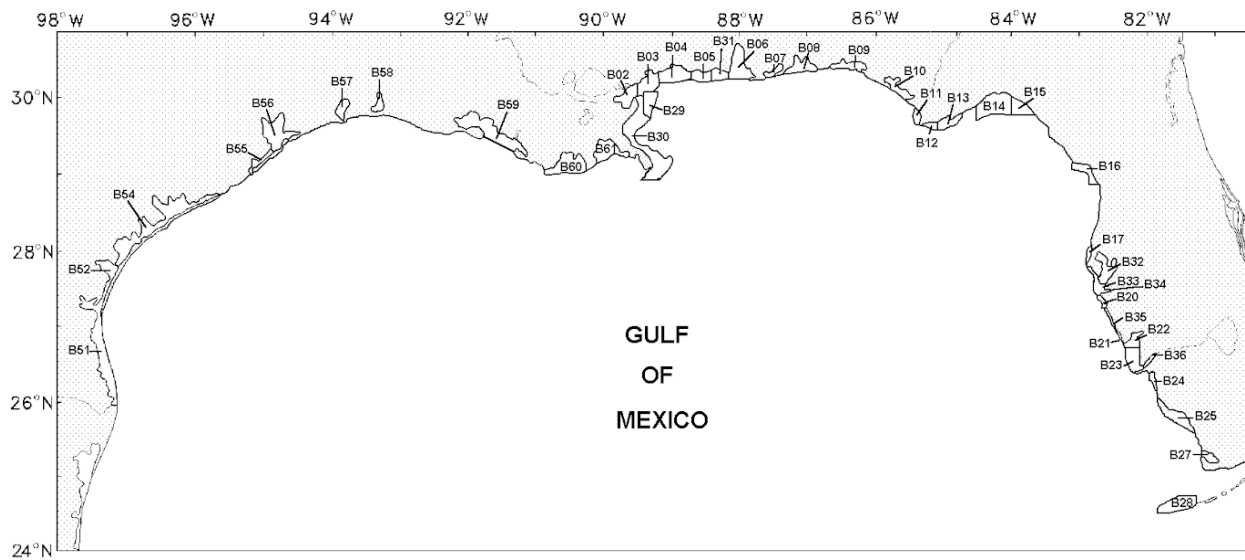 98°W 96°W 94°W 92°W 90°W 88°W 86°W 84°W 82°W
B31
B03 B04 B05 B06 B07 B08 B09
B02
B10
B57 B58
30°N
B56 B59 B11 B13 B14 B15
B29
B12
B55 B30
B61
B60 B16
B54
28°N
B17
B52 B32
B33 B34
B20
B35
B22
B21
B51 B36
B23
B24
GULF
OF
MEXICO
26°N
B25
B27
B28
24°N